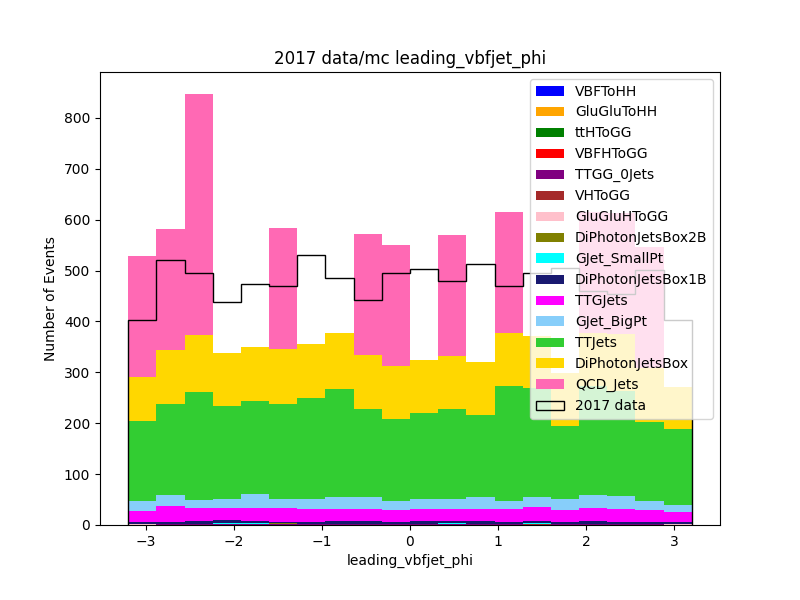 2017 data/mc leading_vbfjet_phi
Number of Events
800
700
600
500
400
300
200
100
0
−3
−2
−1
0
1
2
3
leading_vbfjet_phi
VBFToHH
GluGluToHH
ttHToGG
VBFHToGG
TTGG_0Jets
VHToGG
GluGluHToGG
DiPhotonJetsBox2B
GJet_SmallPt
DiPhotonJetsBox1B
TTGJets
GJet_BigPt
TTJets
DiPhotonJetsBox
QCD_Jets
2017 data